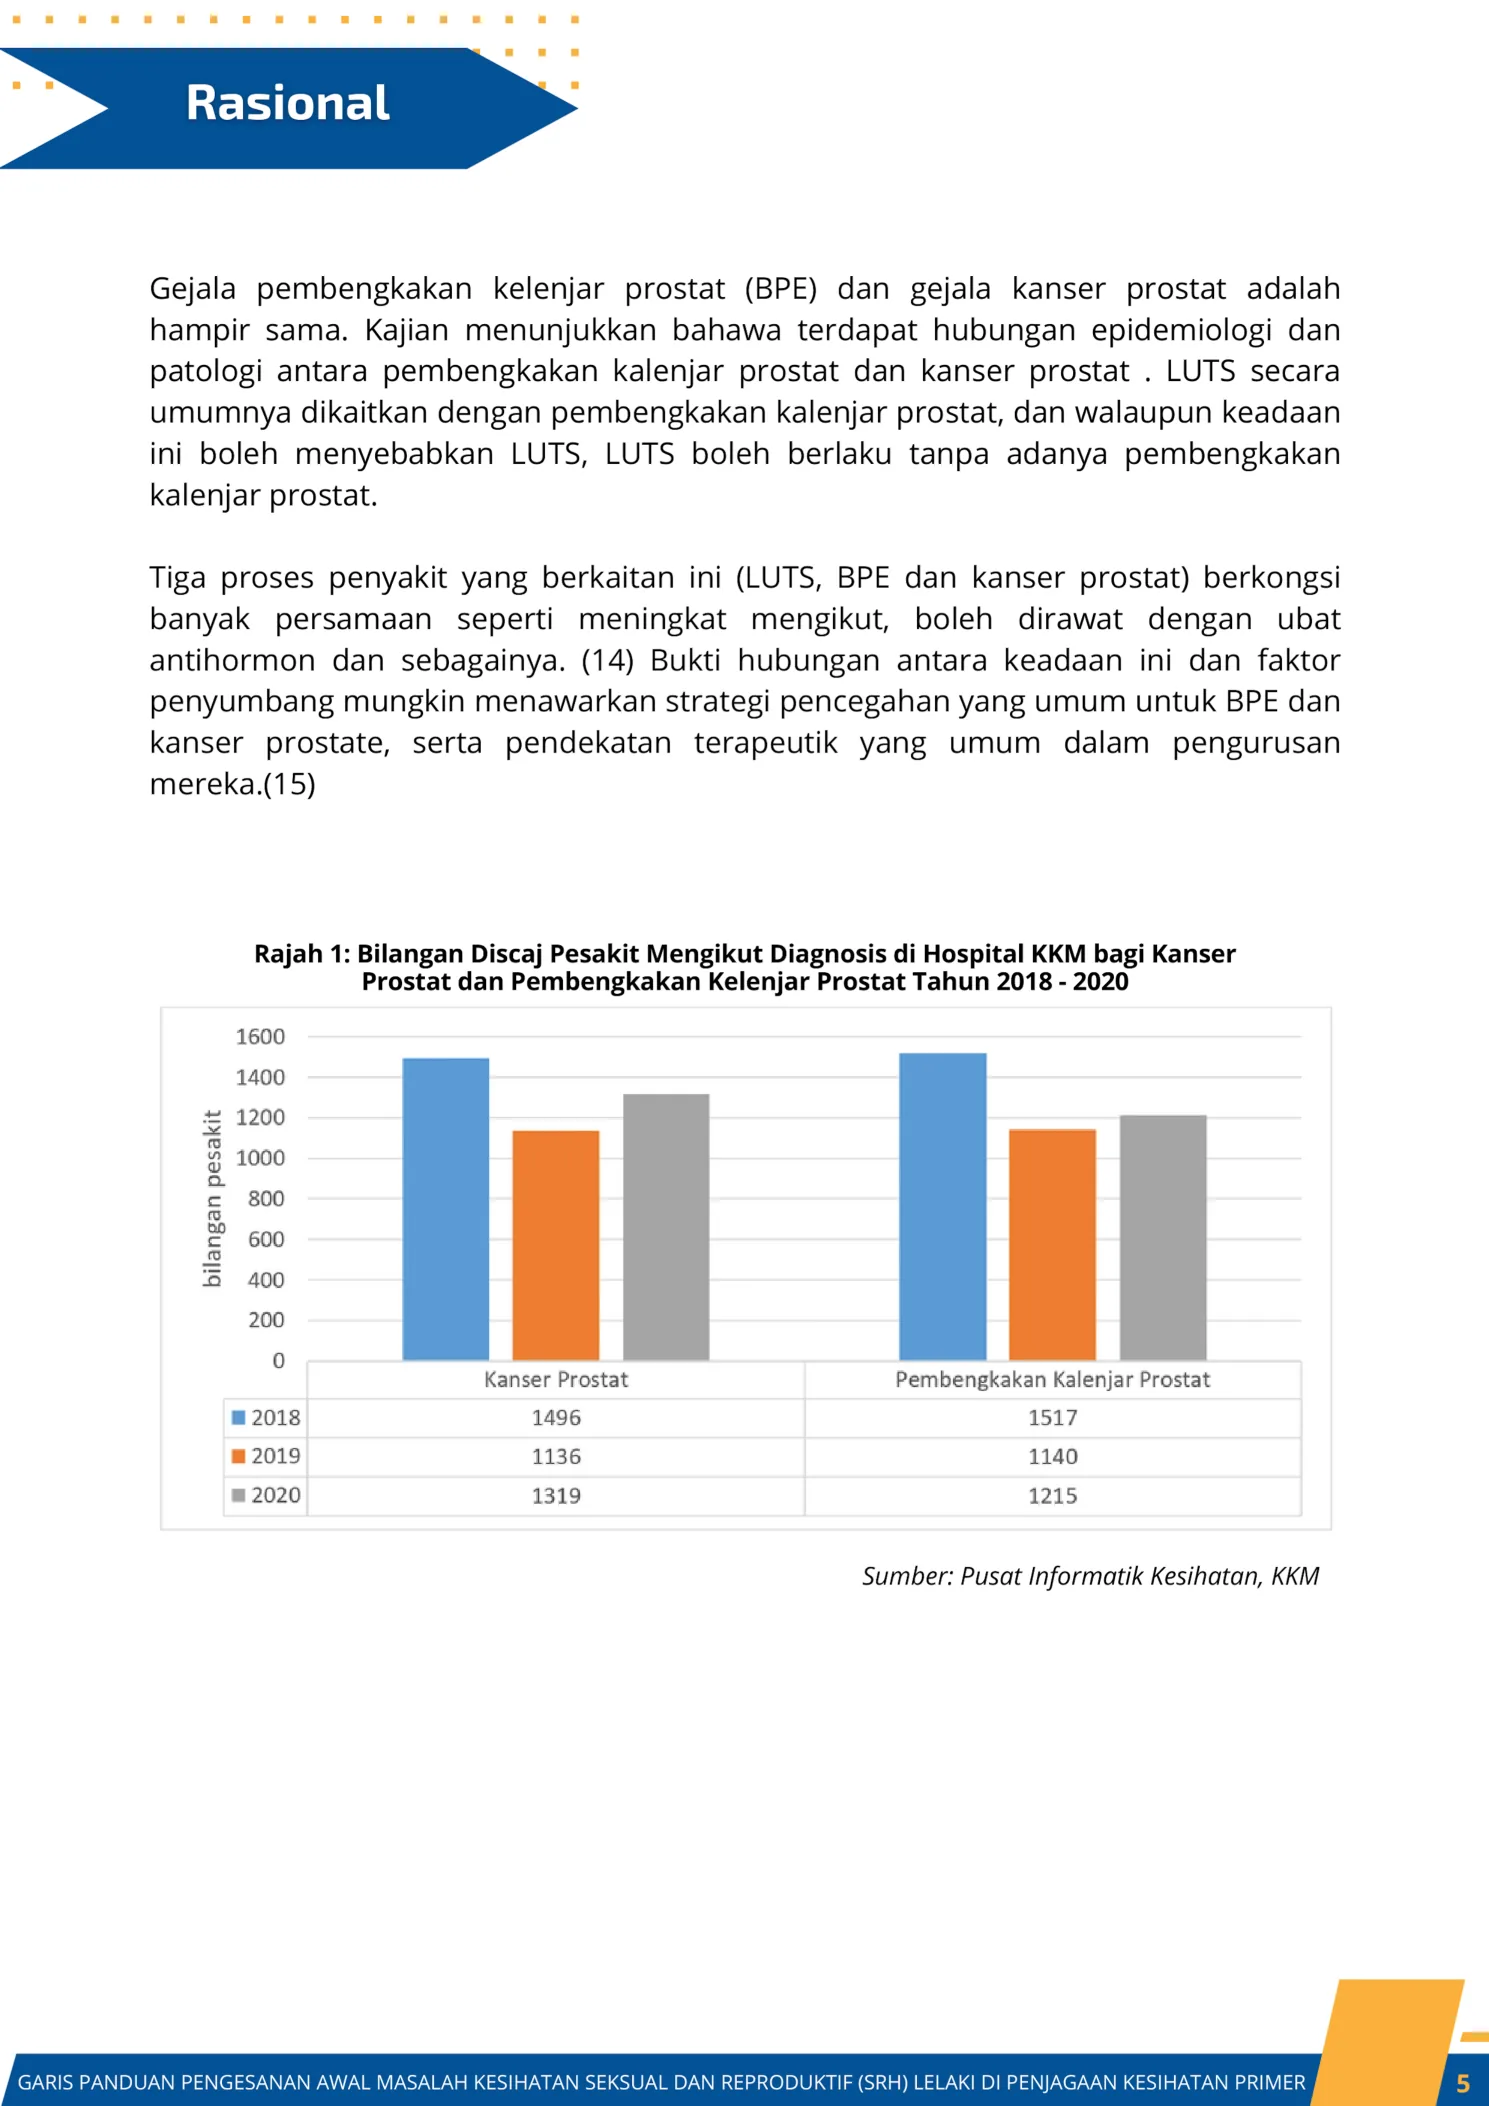 Rasional
Gejala pembengkakan kelenjar prostat (BPE) dan gejala kanser prostat adalah
hampir sama. Kajian menunjukkan bahawa terdapat hubungan epidemiologi dan
patologi antara pembengkakan kalenjar prostat dan kanser prostat . LUTS secara
umumnya dikaitkan dengan pembengkakan kalenjar prostat, dan walaupun keadaan
ini boleh menyebabkan LUTS, LUTS boleh berlaku tanpa adanya pembengkakan
kalenjar prostat.
Tiga proses penyakit yang berkaitan ini (LUTS, BPE dan kanser prostat) berkongsi
banyak persamaan seperti meningkat mengikut, boleh dirawat dengan ubat
antihormon dan sebagainya. (14) Bukti hubungan antara keadaan ini dan faktor
penyumbang mungkin menawarkan strategi pencegahan yang umum untuk BPE dan
kanser prostate, serta pendekatan terapeutik yang umum dalam pengurusan
mereka.(15)
Rajah 1: Bilangan Discaj Pesakit Mengikut Diagnosis di Hospital KKM bagi Kanser
Prostat dan Pembengkakan Kelenjar Prostat Tahun 2018 - 2020
bilangan pesakit
1600
1400
1200
1000
800
600
400
200
0
Kanser Prostat Pembengkakan Kalenjar Prostat
2018 1496 1517
2019 1136 1140
2020 1319 1215
Sumber: Pusat Informatik Kesihatan, KKM
GARIS PANDUAN PENGESANAN AWAL MASALAH KESIHATAN SEKSUAL DAN REPRODUKTIF (SRH) LELAKI DI PENJAGAAN KESIHATAN PRIMER 5